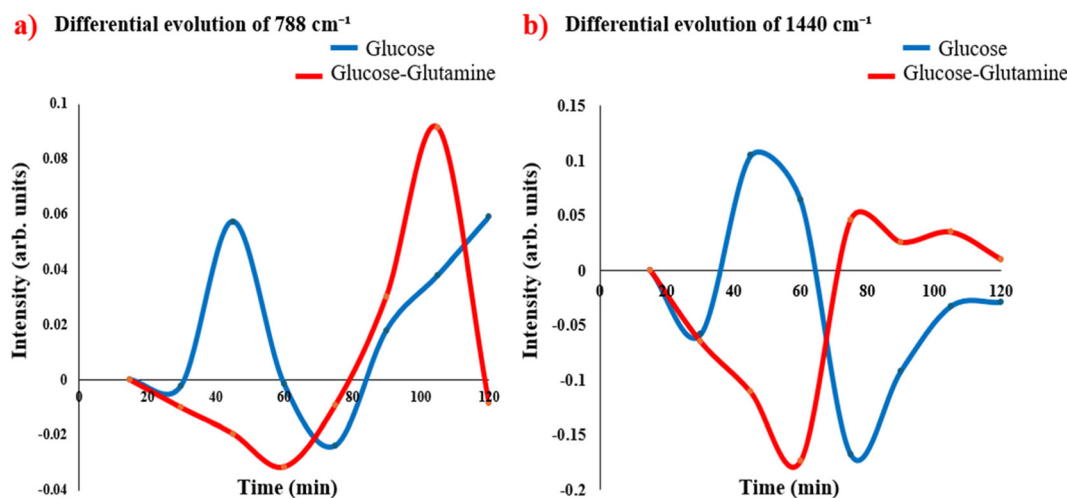 a) Differential evolution of 788 cm⁻¹
Glucose
Glucose-Glutamine
Intensity (arb. units)
0.1
0.08
0.06
0.04
0.02
0
-0.02
-0.04
0 20 40 60 80 100 120
Time (min)
b) Differential evolution of 1440 cm⁻¹
Glucose
Glucose-Glutamine
Intensity (arb. units)
0.15
0.1
0.05
0
-0.05
-0.1
-0.15
-0.2
0 20 40 60 80 100 120
Time (min)